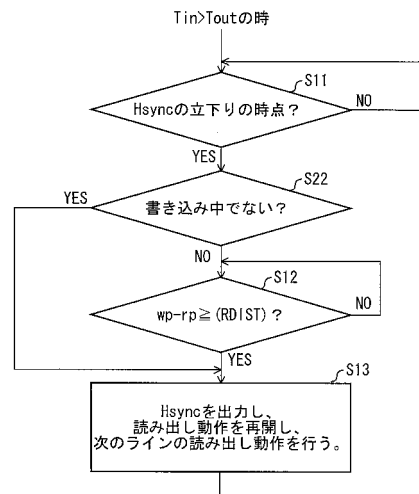 Tin>Toutの時
S11
Hsyncの立下りの時点？
NO
YES
S22
YES
書き込み中でない？
NO
S12
wp-rp≧(RDIST)？
NO
YES
S13
Hsyncを出力し、
読み出し動作を再開し、
次のラインの読み出し動作を行う。